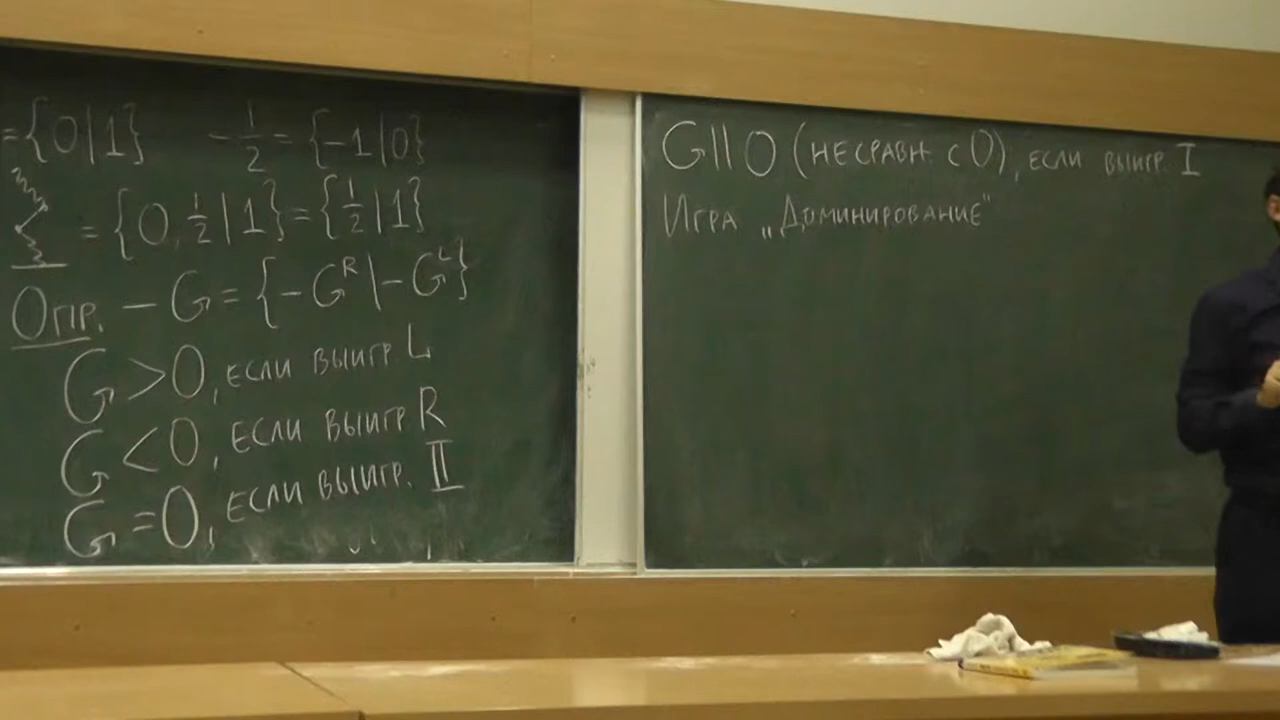 ={0|1} -1/2={-1|0}
={0,1/2|1}={1/2|1}
Опр. -G={-G^R|-G^L}
G>0, если выигр L
G<0, если выигр. R
G=0, если выигр. II
G||0 (несравн. с 0), если выигр. I
Игра „Доминирование"